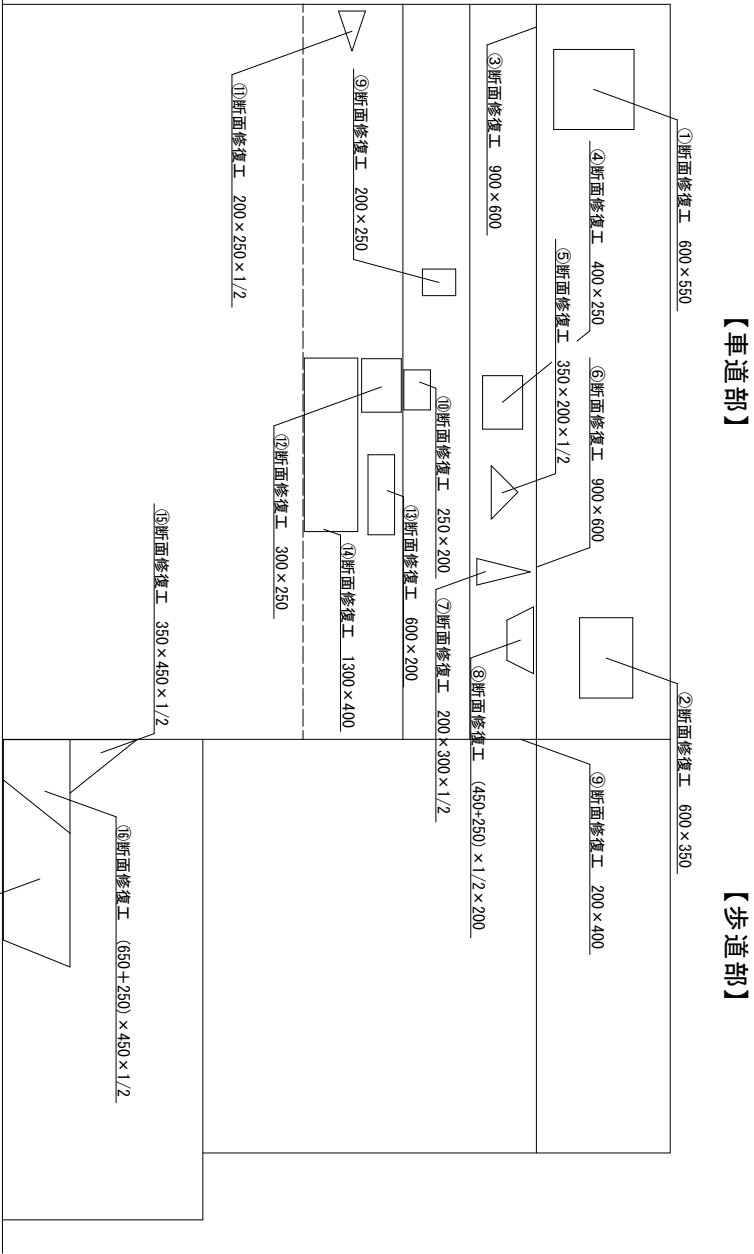 【車道部】
【歩道部】
①断面修復工 600×550
②断面修復工 600×350
③断面修復工 900×600
④断面修復工 400×250
⑤断面修復工 350×200×1/2
⑥断面修復工 900×600
⑦断面修復工 200×300×1/2
⑧断面修復工 (450+250)×1/2×200
⑨断面修復工 200×400
⑨断面修復工 200×250
⑩断面修復工 250×200
⑪断面修復工 200×250×1/2
⑫断面修復工 300×250
⑬断面修復工 600×200
⑭断面修復工 1300×400
⑮断面修復工 350×450×1/2
⑯断面修復工 (650+250)×450×1/2